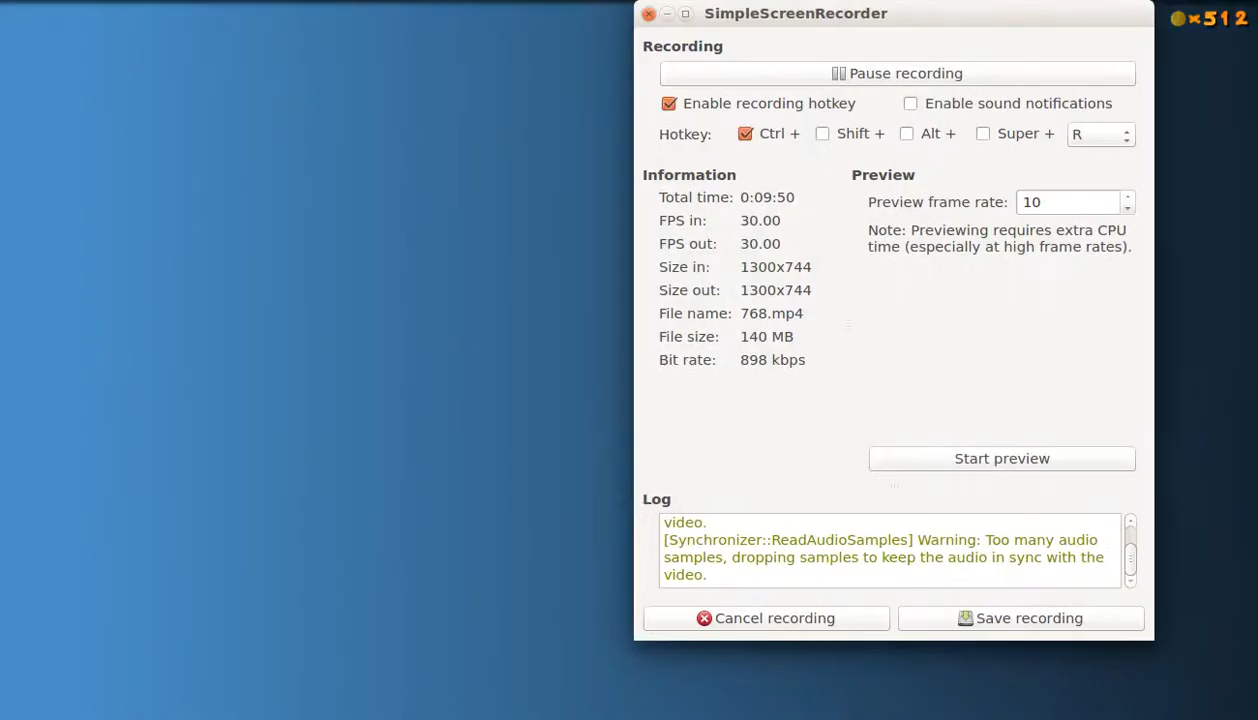 SimpleScreenRecorder
×512
Recording
Pause recording
Enable recording hotkey Enable sound notifications
Hotkey: Ctrl + Shift + Alt + Super + R
Information Preview
Total time: 0:09:50
Preview frame rate: 10
FPS in: 30.00
Note: Previewing requires extra CPU
time (especially at high frame rates).
FPS out: 30.00
Size in: 1300x744
Size out: 1300x744
File name: 768.mp4
File size: 140 MB
Bit rate: 898 kbps
Start preview
Log
video.
[Synchronizer::ReadAudioSamples] Warning: Too many audio
samples, dropping samples to keep the audio in sync with the
video.
Cancel recording Save recording